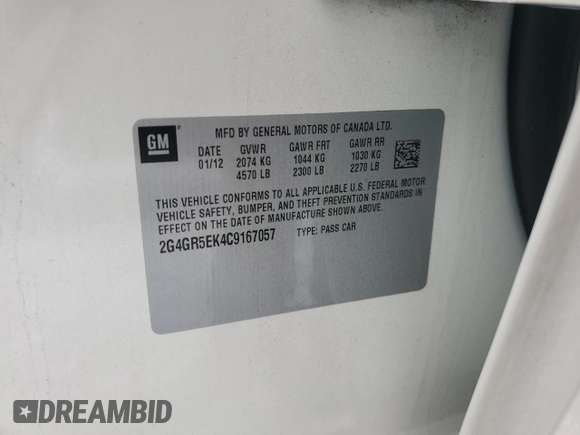 GM
MFD BY GENERAL MOTORS OF CANADA LTD.
DATE GVWR GAWR FRT GAWR RR
01/12 2074 KG 1044 KG 1030 KG
4570 LB 2300 LB 2270 LB
THIS VEHICLE CONFORMS TO ALL APPLICABLE U.S. FEDERAL MOTOR
VEHICLE SAFETY, BUMPER, AND THEFT PREVENTION STANDARDS IN
EFFECT ON THE DATE OF MANUFACTURE SHOWN ABOVE.
2G4GR5EK4C9167057 TYPE: PASS CAR
DREAMBID